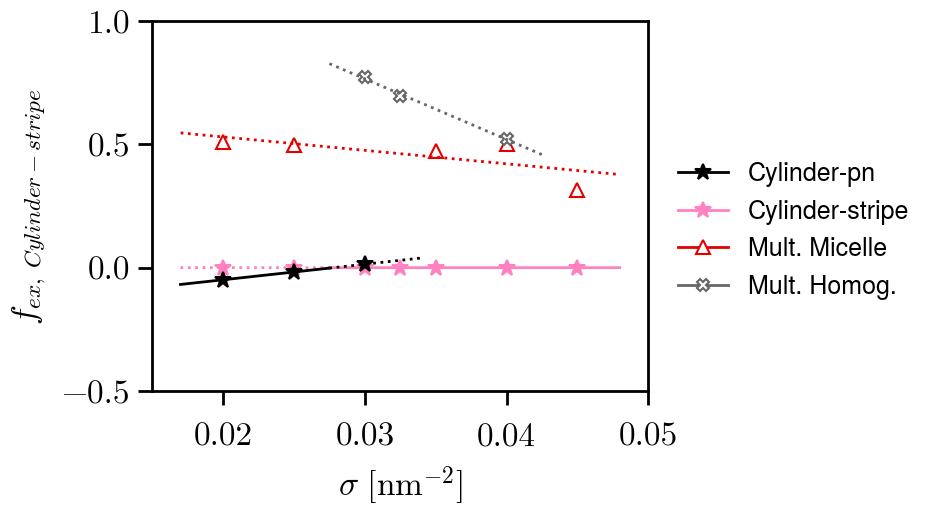 1.0
0.5
0.0
−0.5
f_{ex, Cylinder−stripe}
0.02 0.03 0.04 0.05
σ [nm^{−2}]
Cylinder-pn
Cylinder-stripe
Mult. Micelle
Mult. Homog.